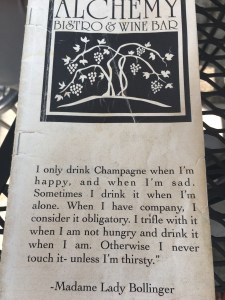 ALCHEMY
BISTRO & WINE BAR
I only drink Champagne when I'm
happy, and when I'm sad.
Sometimes I drink it when I'm
alone. When I have company, I
consider it obligatory. I trifle with it
when I am not hungry and drink it
when I am. Otherwise I never
touch it- unless I'm thirsty."
-Madame Lady Bollinger